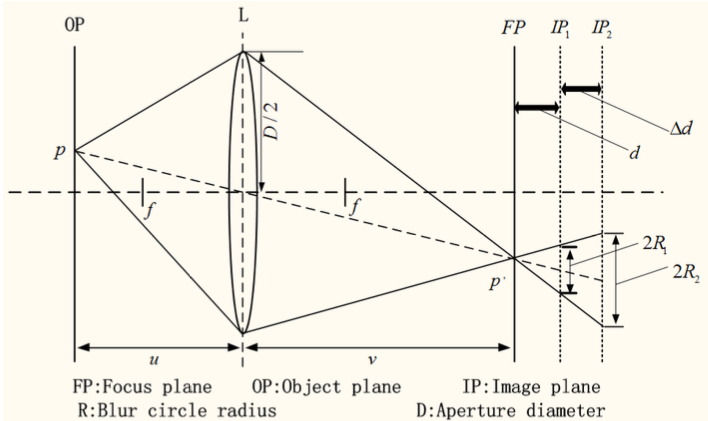 OP
L
FP
IP₁
IP₂
D/2
Δd
d
p
f
f
p'
2R₁
2R₂
u
v
FP:Focus plane OP:Object plane IP:Image plane
R:Blur circle radius D:Aperture diameter